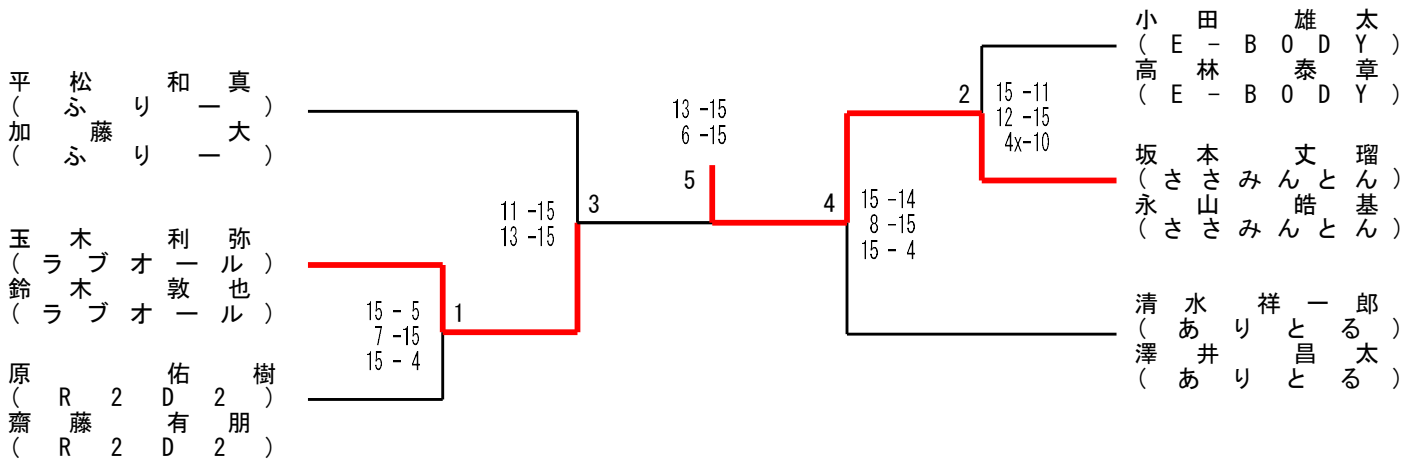 平松和真
(ふりー)
加藤大
(ふりー)
玉木利弥
(ラブオール)
鈴木敦也
(ラブオール)
原佑樹
(R2D2)
齋藤有朋
(R2D2)
15 - 5
7 -15
15 - 4
1
11 -15
13 -15
3
13 -15
6 -15
5
4
15 -14
8 -15
15 - 4
2
15 -11
12 -15
4x-10
小田雄太
(E-BODY)
高林泰章
(E-BODY)
坂本丈瑠
(ささみんとん)
永山皓基
(ささみんとん)
清水祥一郎
(ありとる)
澤井昌太
(ありとる)